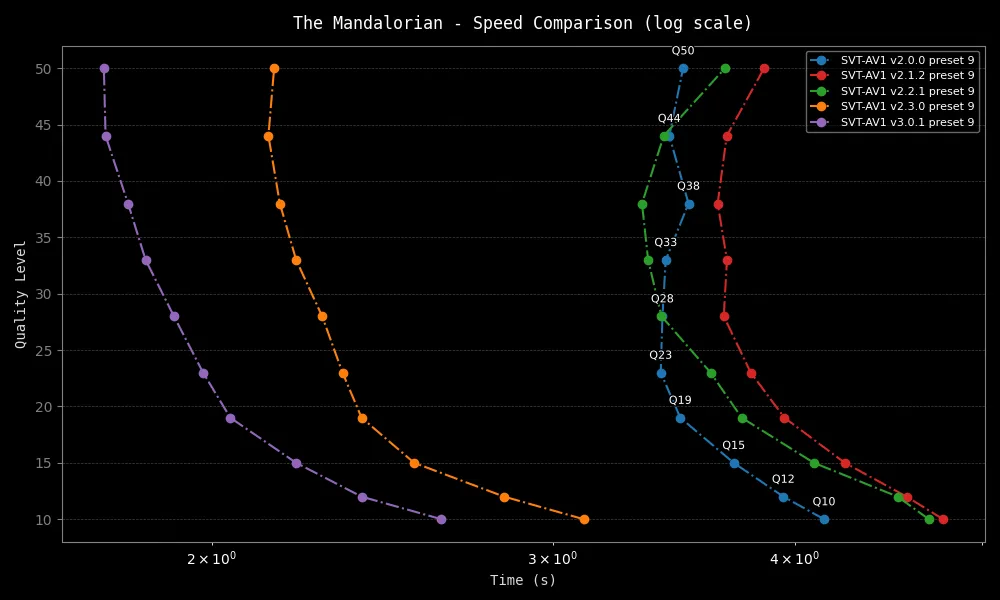 The Mandalorian - Speed Comparison (log scale)
SVT-AV1 v2.0.0 preset 9
SVT-AV1 v2.1.2 preset 9
SVT-AV1 v2.2.1 preset 9
SVT-AV1 v2.3.0 preset 9
SVT-AV1 v3.0.1 preset 9
Quality Level
50
45
40
35
30
25
20
15
10
Q50
Q44
Q38
Q33
Q28
Q23
Q19
Q15
Q12
Q10
2 × 10⁰
3 × 10⁰
4 × 10⁰
Time (s)